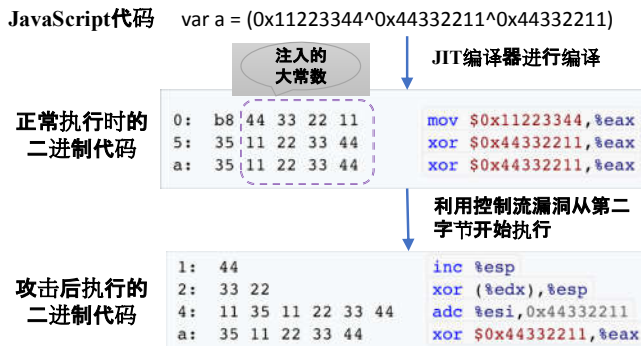 JavaScript代码 var a = (0x11223344^0x44332211^0x44332211)
注入的
大常数
JIT编译器进行编译
正常执行时的
二进制代码
0: b8 44 33 22 11 mov $0x11223344,%eax
5: 35 11 22 33 44 xor $0x44332211,%eax
a: 35 11 22 33 44 xor $0x44332211,%eax
利用控制流漏洞从第二
字节开始执行
攻击后执行的
二进制代码
1: 44 inc %esp
2: 33 22 xor (%edx),%esp
4: 11 35 11 22 33 44 adc %esi,0x44332211
a: 35 11 22 33 44 xor $0x44332211,%eax